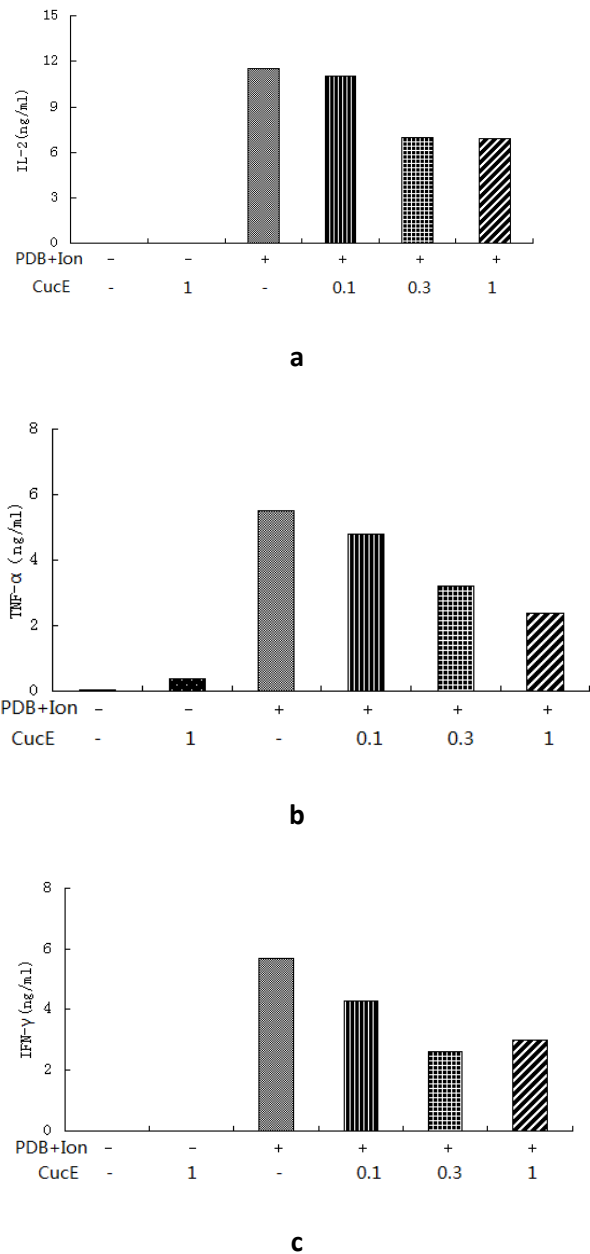 15
12
9
6
3
0
IL-2(ng/ml)
PDB+Ion - - + + + +
CucE - 1 - 0.1 0.3 1
a
8
6
4
2
0
TNF-α (ng/ml)
PDB+Ion - - + + + +
CucE - 1 - 0.1 0.3 1
b
8
6
4
2
0
IFN-γ(ng/ml)
PDB+Ion - - + + + +
CucE - 1 - 0.1 0.3 1
c